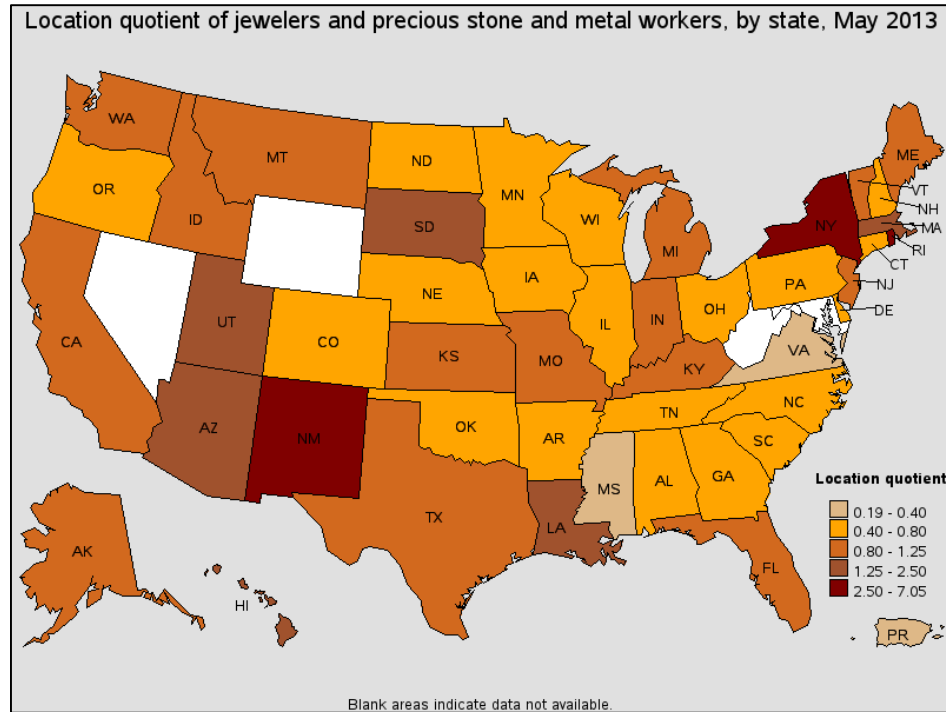 Location quotient of jewelers and precious stone and metal workers, by state, May 2013
WA
MT
ND
MN
ME
VT
NH
OR
ID
SD
WI
MI
NY
MA
RI
CT
NJ
DE
NE
IA
PA
CA
UT
CO
KS
MO
IL
IN
OH
VA
KY
AZ
NM
OK
AR
TN
NC
SC
MS
AL
GA
TX
LA
FL
AK
HI
PR
Location quotient
0.19 - 0.40
0.40 - 0.80
0.80 - 1.25
1.25 - 2.50
2.50 - 7.05
Blank areas indicate data not available.